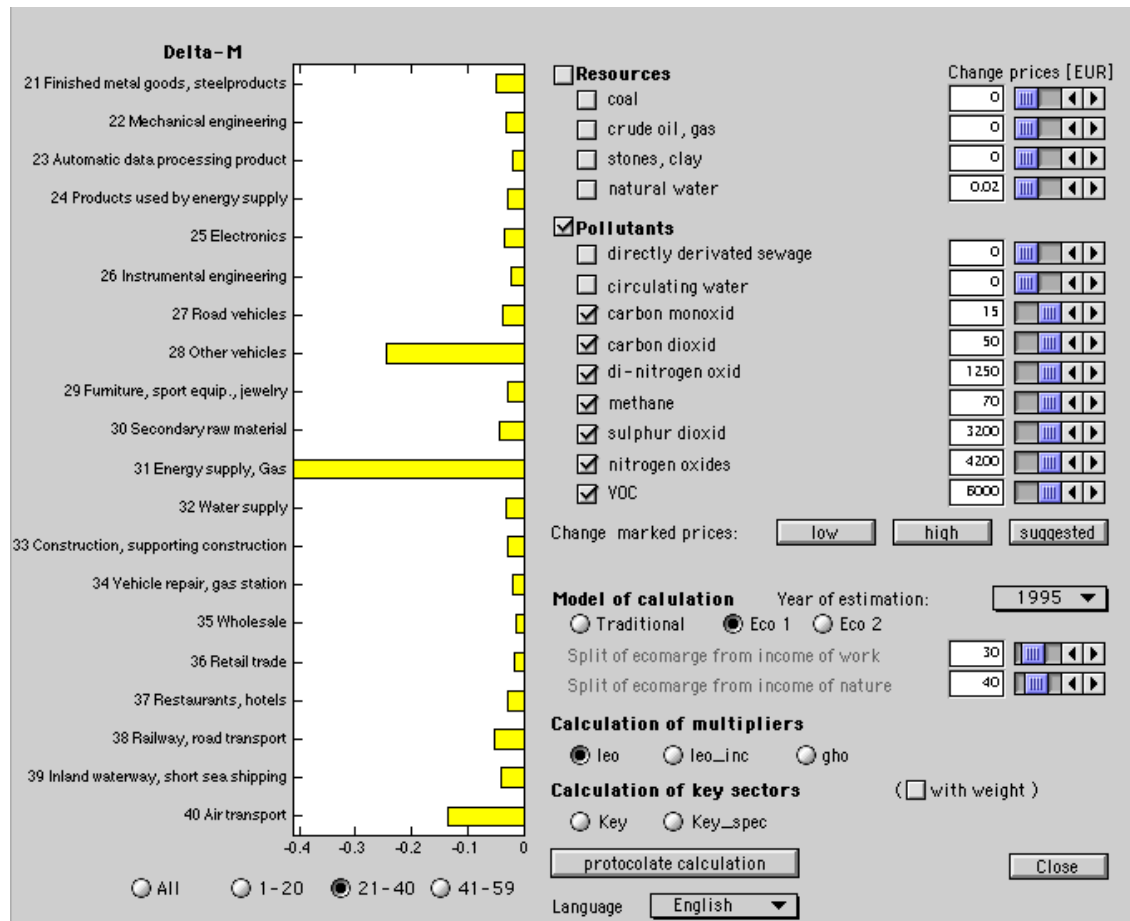 Delta-M
21 Finished metal goods, steelproducts
22 Mechanical engineering
23 Automatic data processing product
24 Products used by energy supply
25 Electronics
26 Instrumental engineering
27 Road vehicles
28 Other vehicles
29 Furniture, sport equip., jewelry
30 Secondary raw material
31 Energy supply, Gas
32 Water supply
33 Construction, supporting construction
34 Vehicle repair, gas station
35 Wholesale
36 Retail trade
37 Restaurants, hotels
38 Railway, road transport
39 Inland waterway, short sea shipping
40 Air transport
-0.4 -0.3 -0.2 -0.1 0
All 1-20 21-40 41-59
Resources Change prices [EUR]
coal 0
crude oil, gas 0
stones, clay 0
natural water 0.02
Pollutants
directly derivated sewage 0
circulating water 0
carbon monoxid 15
carbon dioxid 50
di-nitrogen oxid 1250
methane 70
sulphur dioxid 3200
nitrogen oxides 4200
VOC 6000
Change marked prices: low high suggested
Model of calulation Year of estimation: 1995
Traditional Eco 1 Eco 2
Split of ecomarge from income of work 30
Split of ecomarge from income of nature 40
Calculation of multipliers
leo leo_inc gho
Calculation of key sectors ( with weight )
Key Key_spec
protocolate calculation Close
Language English